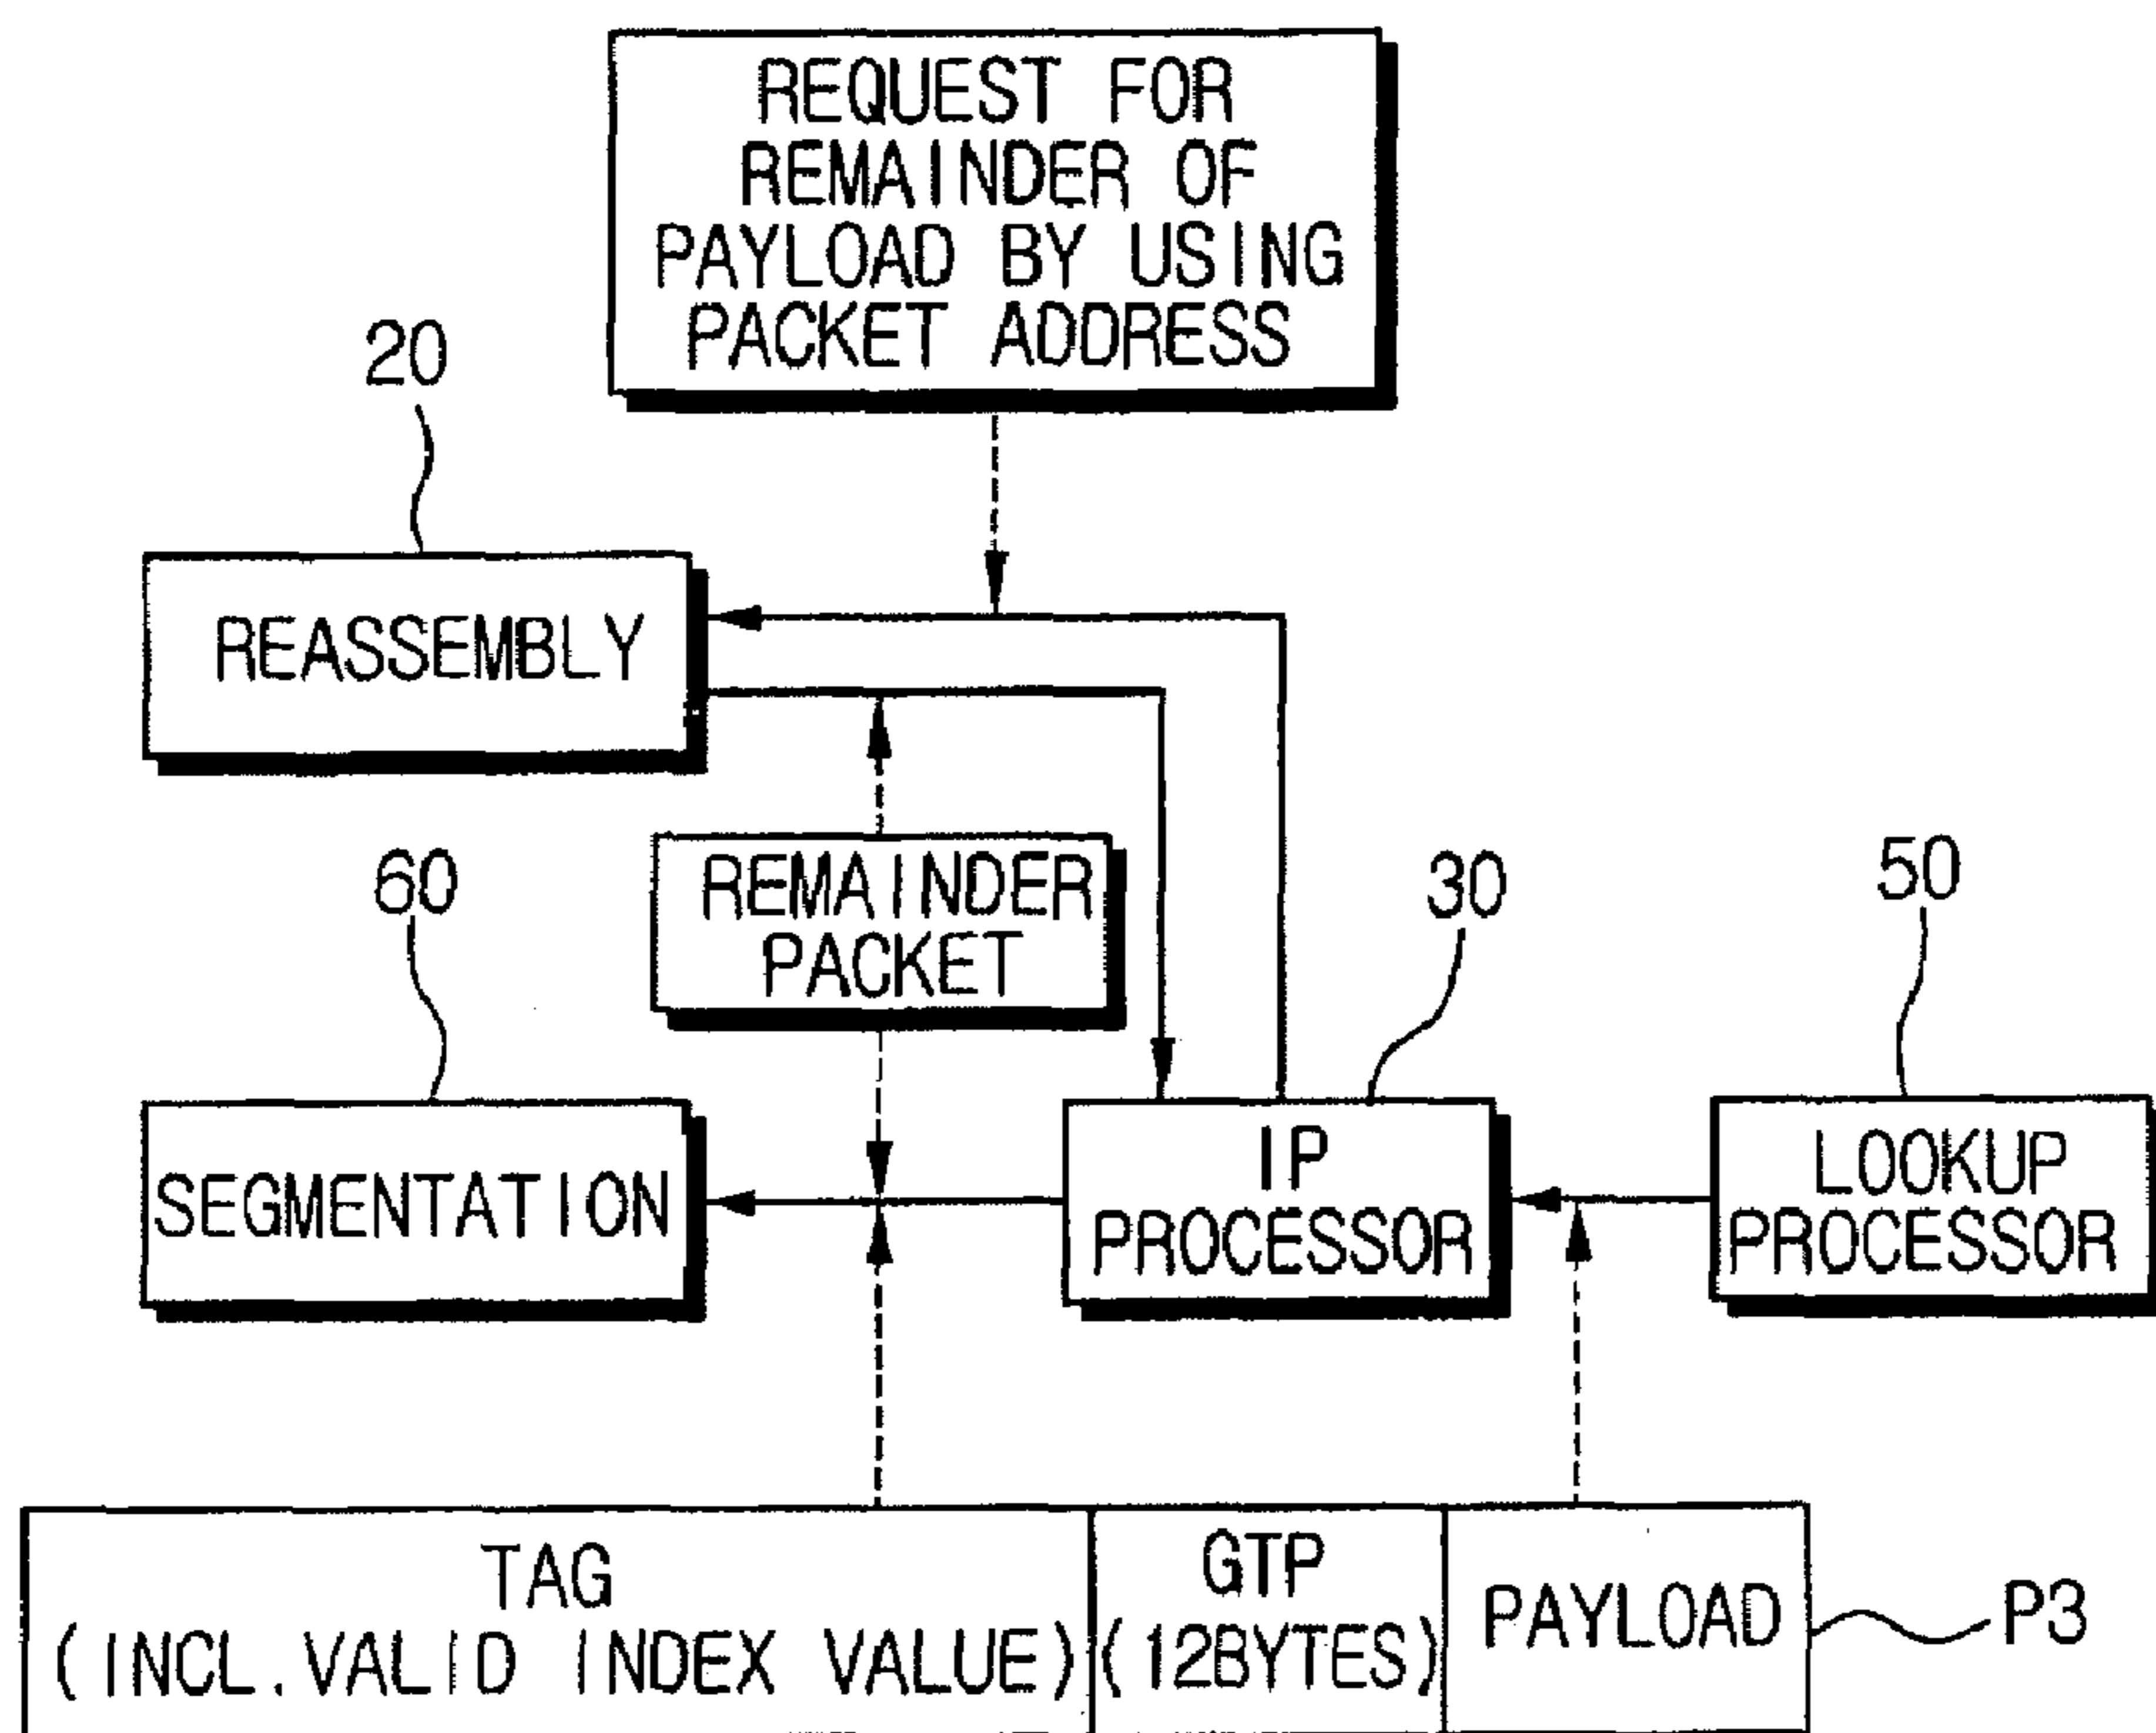 REQUEST FOR
REMAINDER OF
PAYLOAD BY USING
PACKET ADDRESS
20
REASSEMBLY
REMAINDER
PACKET
60
30
50
SEGMENTATION
IP
PROCESSOR
LOOKUP
PROCESSOR
TAG
(INCL.VALID INDEX VALUE)
GTP
(12BYTES)
PAYLOAD
P3